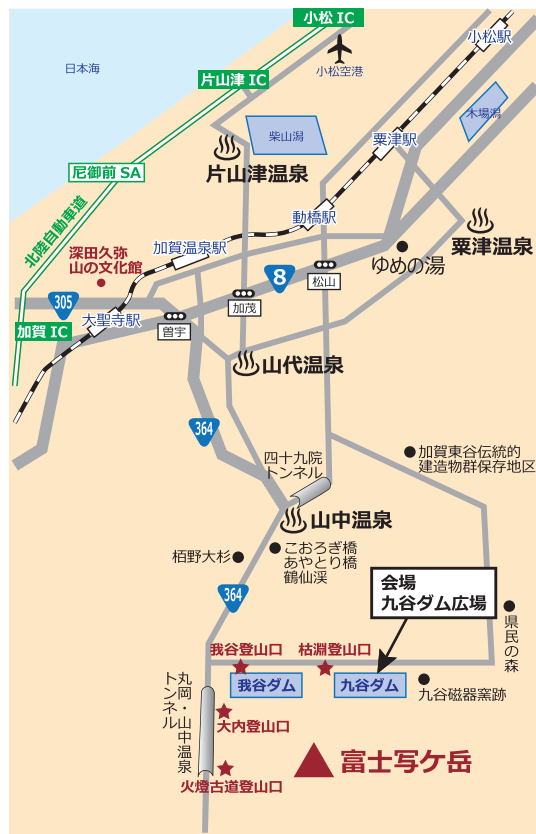 小松 IC
小松駅
日本海
小松空港
片山津 IC
木場潟
柴山潟
粟津駅
尼御前 SA
片山津温泉
動橋駅
粟津温泉
北陸自動車道
加賀温泉駅
深田久弥
山の文化館
ゆめの湯
8
松山
305
加茂
大聖寺駅
加賀 IC
曽宇
山代温泉
364
四十九院
トンネル
加賀東谷伝統的
建造物群保存地区
山中温泉
こおろぎ橋
あやとり橋
鶴仙渓
栢野大杉
364
会場
九谷ダム広場
県民の森
我谷登山口
枯淵登山口
我谷ダム
九谷ダム
九谷磁器窯跡
丸岡・山中温泉
トンネル
大内登山口
富士写ケ岳
火燈古道登山口